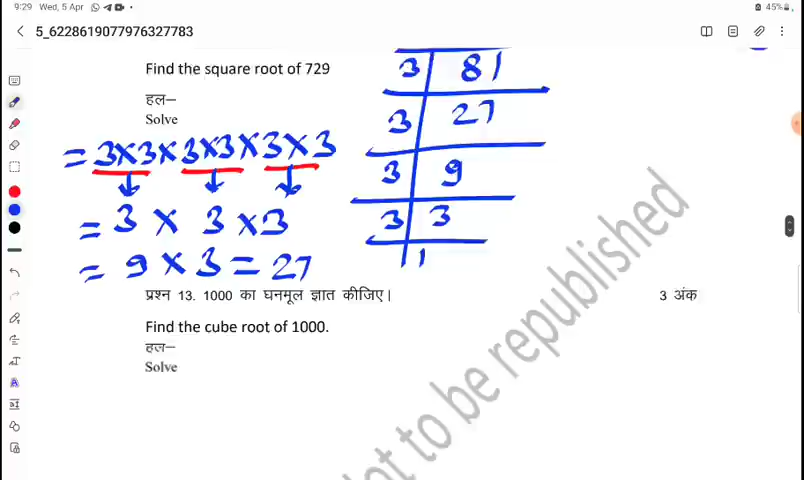 9:29 Wed, 5 Apr
45%
5_6228619077976327783
Find the square root of 729
हल–
Solve
= 3×3×3×3×3×3
= 3 × 3 ×3
= 9 × 3 = 27
3 81
3 27
3 9
3 3
1
प्रश्न 13. 1000 का घनमूल ज्ञात कीजिए। 3 अंक
Find the cube root of 1000.
हल–
Solve
ot to be republished